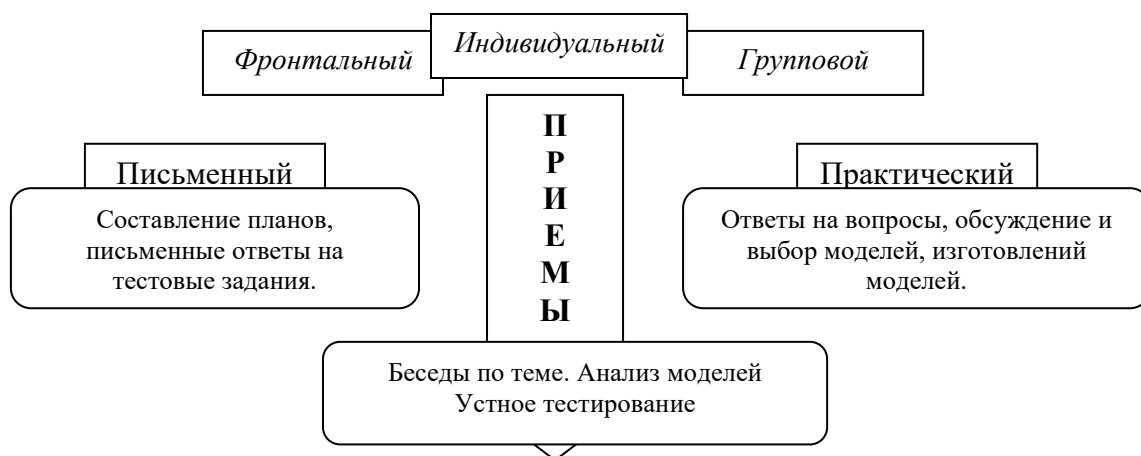 Индивидуальный
Фронтальный
Групповой
П
Р
И
Е
М
Ы
Письменный
Составление планов,
письменные ответы на
тестовые задания.
Практический
Ответы на вопросы, обсуждение и
выбор моделей, изготовлений
моделей.
Беседы по теме. Анализ моделей
Устное тестирование